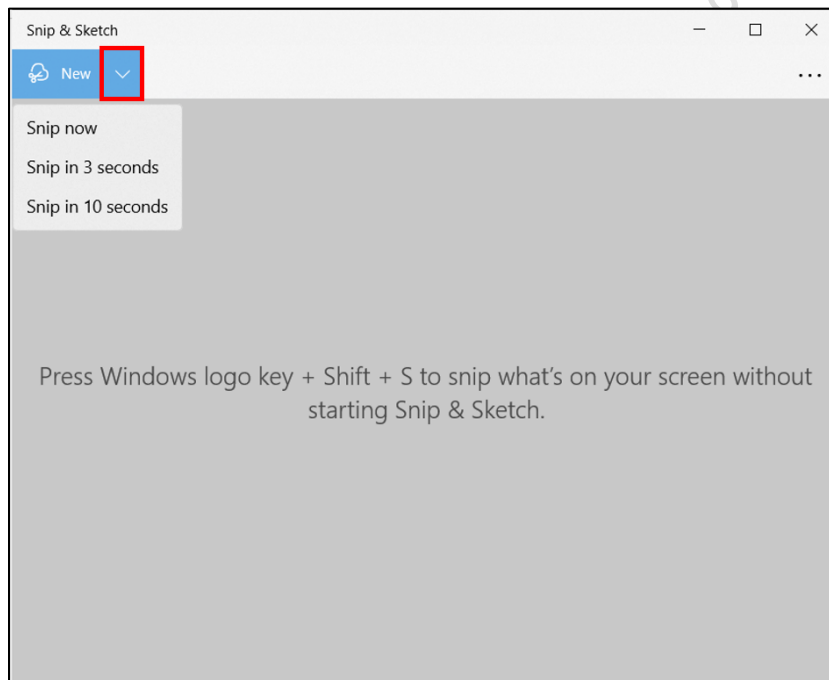 Snip & Sketch
New
Snip now
Snip in 3 seconds
Snip in 10 seconds
Press Windows logo key + Shift + S to snip what's on your screen without
starting Snip & Sketch.